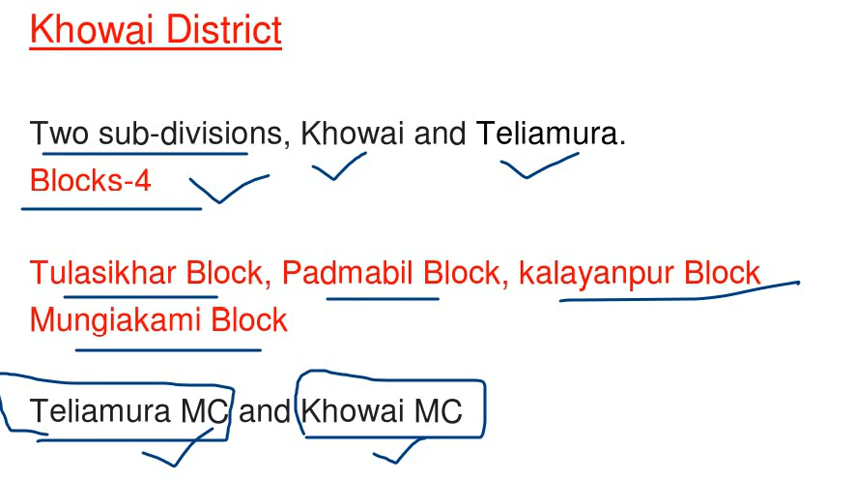 Khowai District
Two sub-divisions, Khowai and Teliamura.
Blocks-4
Tulasikhar Block, Padmabil Block, kalayanpur Block
Mungiakami Block
Teliamura MC and Khowai MC